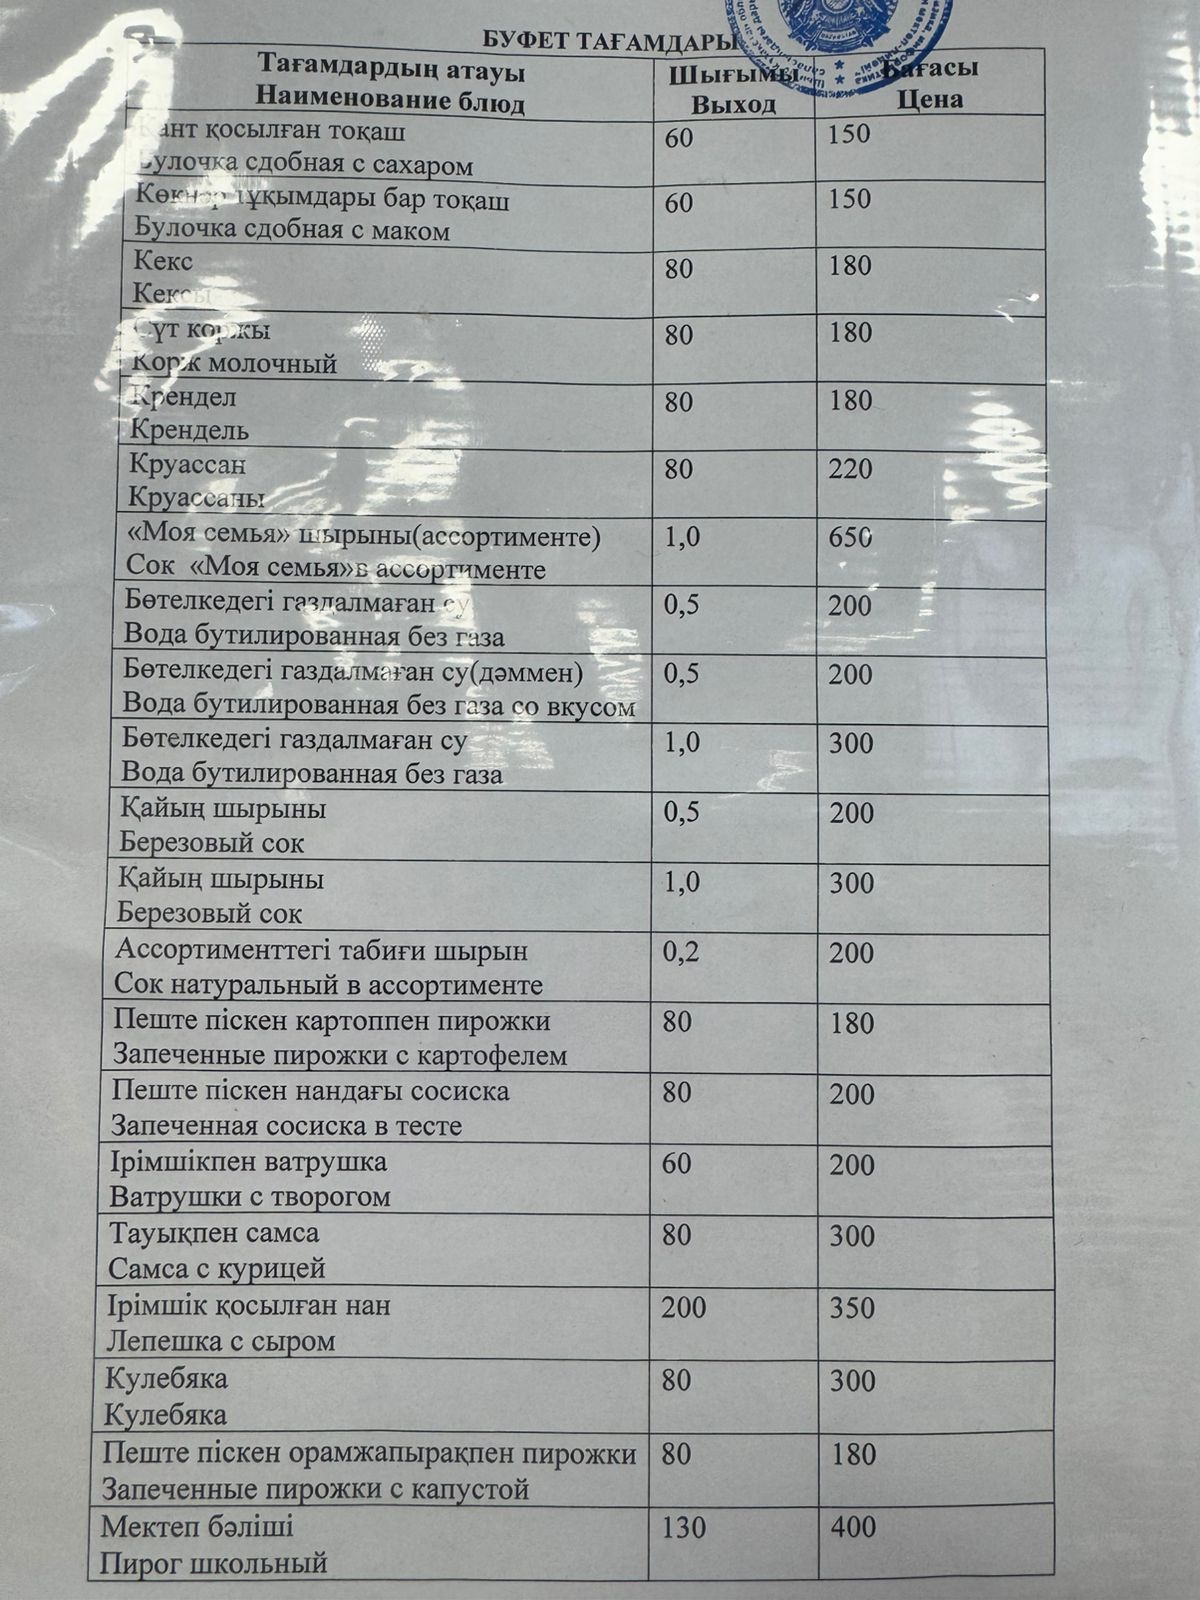 БУФЕТ ТАҒАМДАРЫ
Тағамдардың атауы Шығымы Бағасы
Наименование блюд Выход Цена
Қант қосылған тоқаш 60 150
Булочка сдобная с сахаром
Көкнәр тұқымдары бар тоқаш 60 150
Булочка сдобная с маком
Кекс 80 180
Кексы
Сүт коржы 80 180
Корж молочный
Крендел 80 180
Крендель
Круассан 80 220
Круассаны
«Моя семья» шырыны(ассортименте) 1,0 650
Сок «Моя семья»в ассортименте
Бөтелкедегі газдалмаған су 0,5 200
Вода бутилированная без газа
Бөтелкедегі газдалмаған су(дәммен) 0,5 200
Вода бутилированная без газа со вкусом
Бөтелкедегі газдалмаған су 1,0 300
Вода бутилированная без газа
Қайың шырыны 0,5 200
Березовый сок
Қайың шырыны 1,0 300
Березовый сок
Ассортименттегі табиғи шырын 0,2 200
Сок натуральный в ассортименте
Пеште піскен картоппен пирожки 80 180
Запеченные пирожки с картофелем
Пеште піскен нандағы сосиска 80 200
Запеченная сосиска в тесте
Ірімшікпен ватрушка 60 200
Ватрушки с творогом
Тауықпен самса 80 300
Самса с курицей
Ірімшік қосылған нан 200 350
Лепешка с сыром
Кулебяка 80 300
Кулебяка
Пеште піскен орамжапырақпен пирожки 80 180
Запеченные пирожки с капустой
Мектеп бәліші 130 400
Пирог школьный